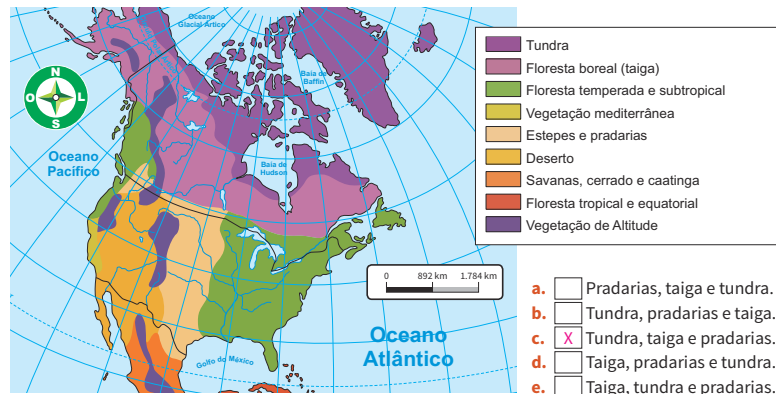 Oceano
Glacial Ártico
Baía de
Baffin
N
O
L
S
Oceano
Pacífico
Baía de
Hudson
0 892 km 1.784 km
Oceano
Atlântico
Golfo do México
Tundra
Floresta boreal (taiga)
Floresta temperada e subtropical
Vegetação mediterrânea
Estepes e pradarias
Deserto
Savanas, cerrado e caatinga
Floresta tropical e equatorial
Vegetação de Altitude
a. Pradarias, taiga e tundra.
b. Tundra, pradarias e taiga.
c. X Tundra, taiga e pradarias.
d. Taiga, pradarias e tundra.
e. Taiga, tundra e pradarias.